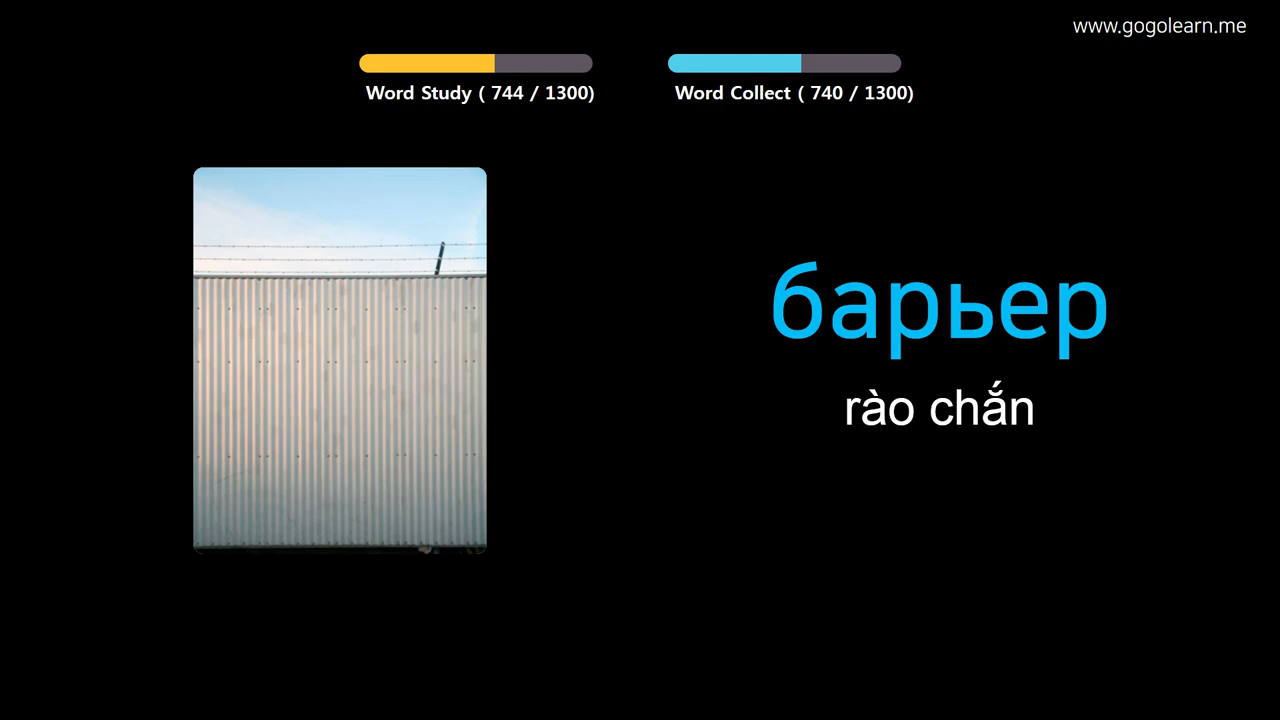 www.gogolearn.me
Word Study ( 744 / 1300)
Word Collect ( 740 / 1300)
барьер
rào chắn